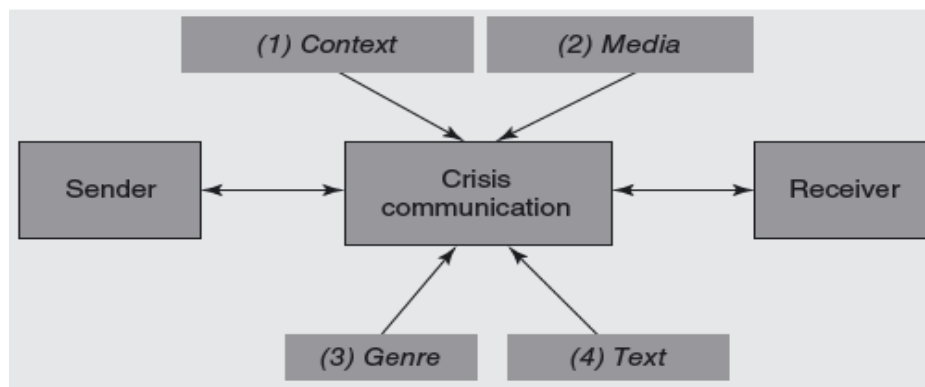 (1) Context
(2) Media
Sender
Crisis
communication
Receiver
(3) Genre
(4) Text